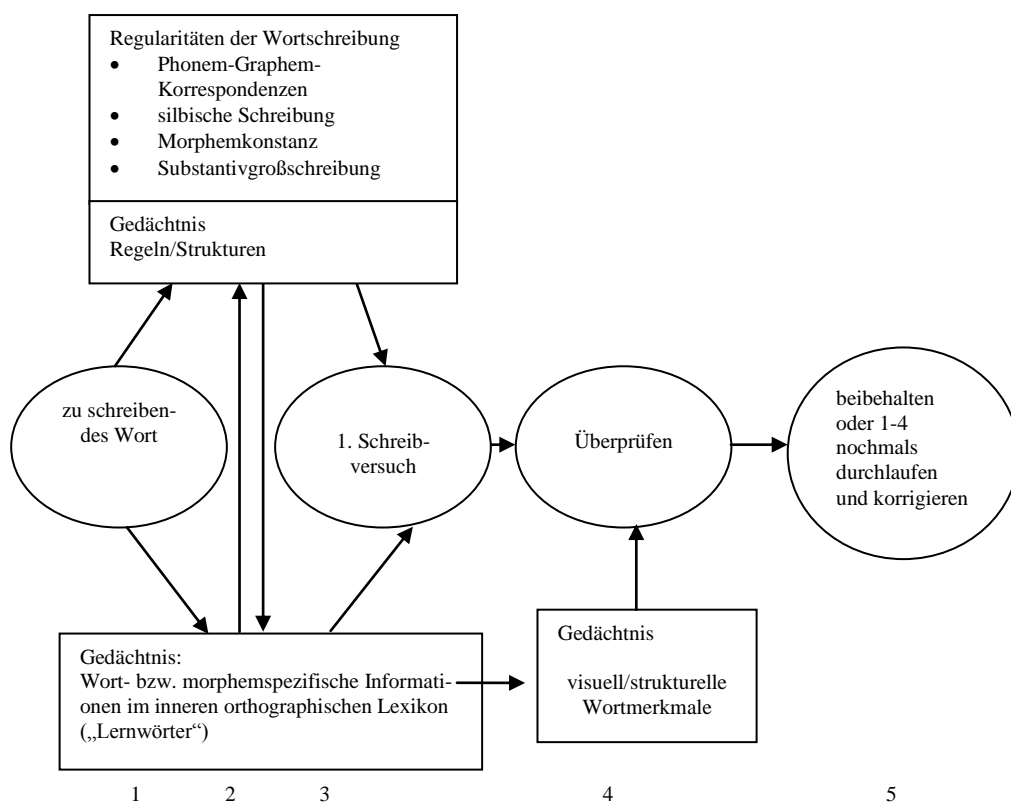 Regularitäten der Wortschreibung
• Phonem-Graphem-
Korrespondenzen
• silbische Schreibung
• Morphemkonstanz
• Substantivgroßschreibung
Gedächtnis
Regeln/Strukturen
zu schreiben-
des Wort
1. Schreib-
versuch
Überprüfen
beibehalten
oder 1-4
nochmals
durchlaufen
und korrigieren
Gedächtnis:
Wort- bzw. morphemspezifische Informati-
onen im inneren orthographischen Lexikon
(„Lernwörter“)
Gedächtnis
visuell/strukturelle
Wortmerkmale
1 2 3 4 5